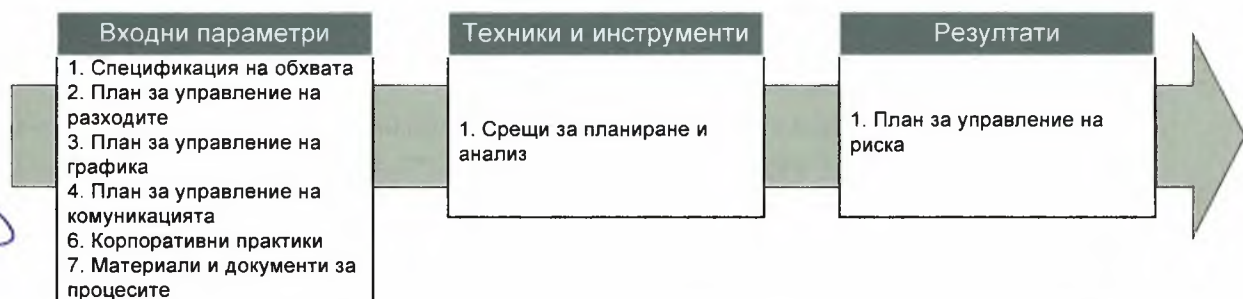 Входни параметри
1. Спецификация на обхвата
2. План за управление на
разходите
3. План за управление на
графика
4. План за управление на
комуникацията
6. Корпоративни практики
7. Материали и документи за
процесите
Техники и инструменти
1. Срещи за планиране и
анализ
Резултати
1. План за управление на
риска